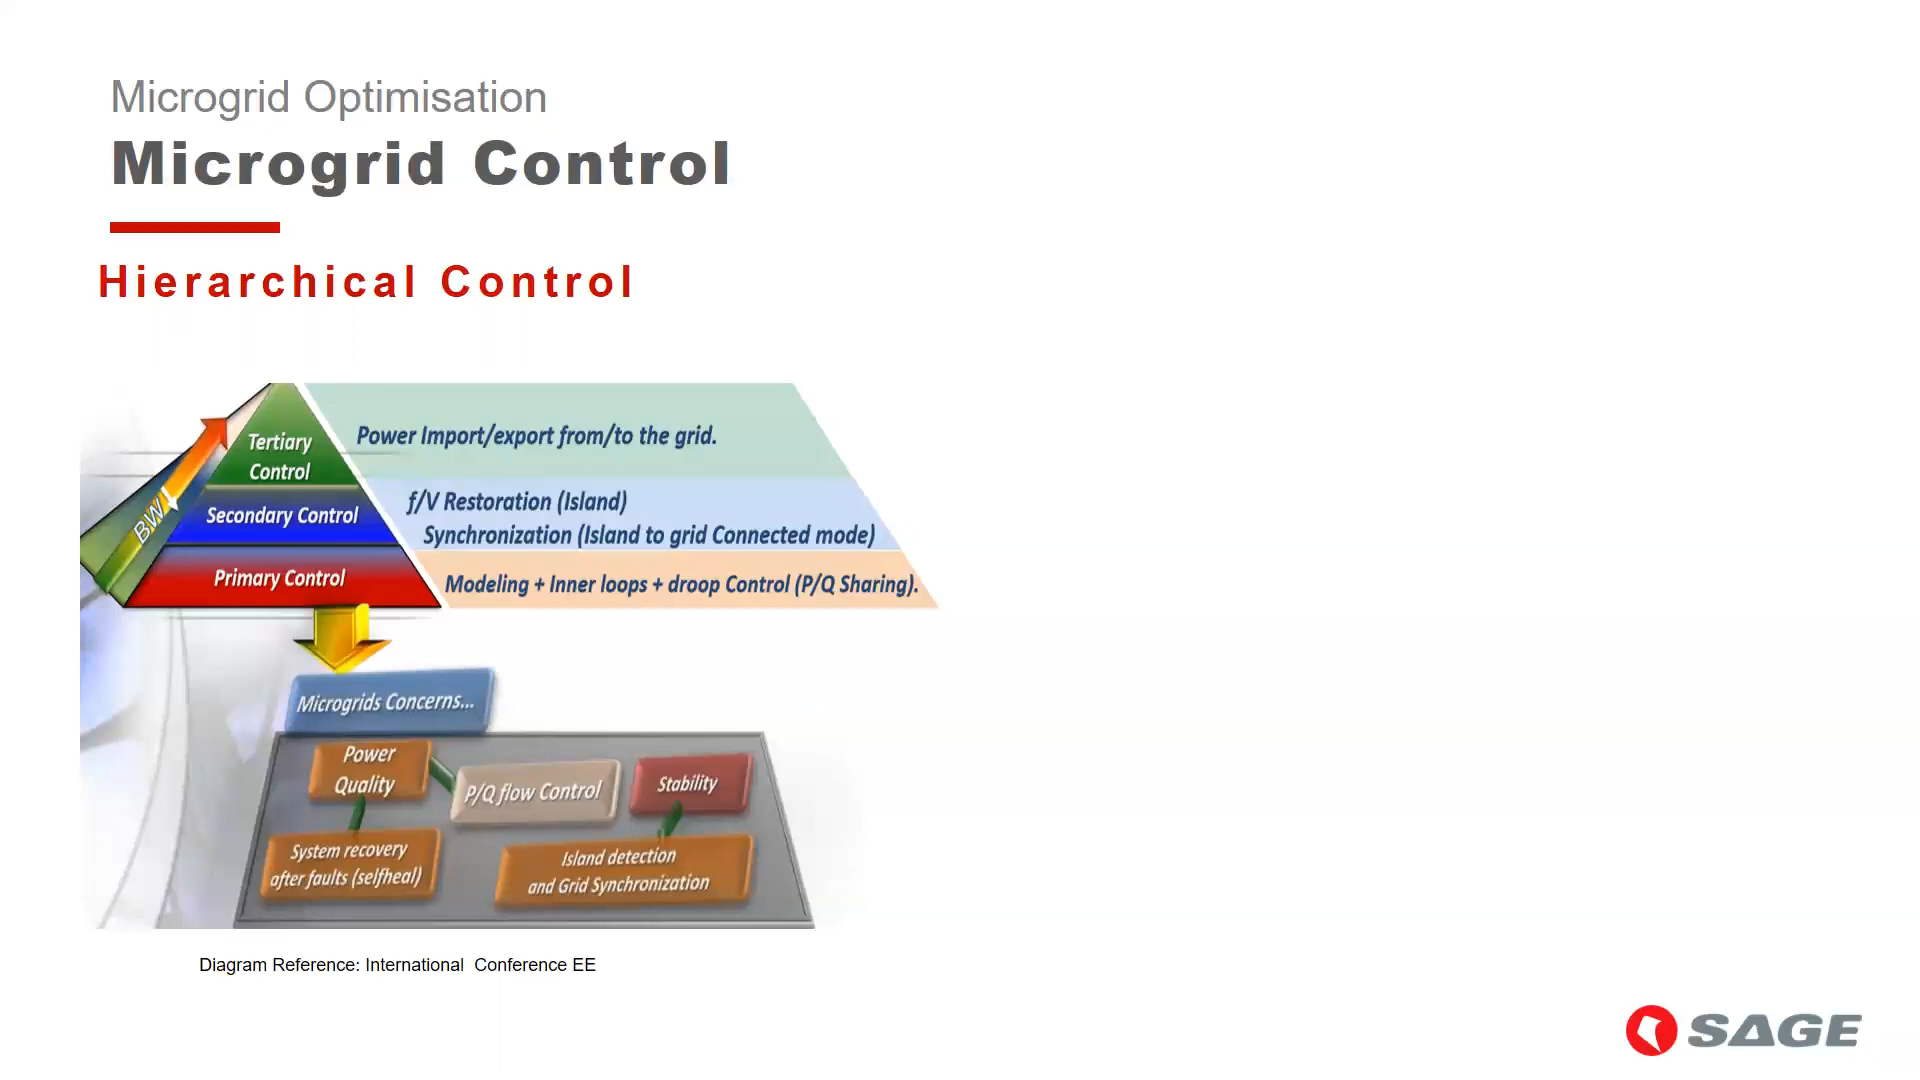 Microgrid Optimisation
Microgrid Control
Hierarchical Control
Tertiary
Control
Power Import/export from/to the grid.
BW
Secondary Control
f/V Restoration (Island)
Synchronization (Island to grid Connected mode)
Primary Control
Modeling + Inner loops + droop Control (P/Q Sharing).
Microgrids Concerns...
Power
Quality
P/Q flow Control
Stability
System recovery
after faults (selfheal)
Island detection
and Grid Synchronization
Diagram Reference: International  Conference EE
SAGE